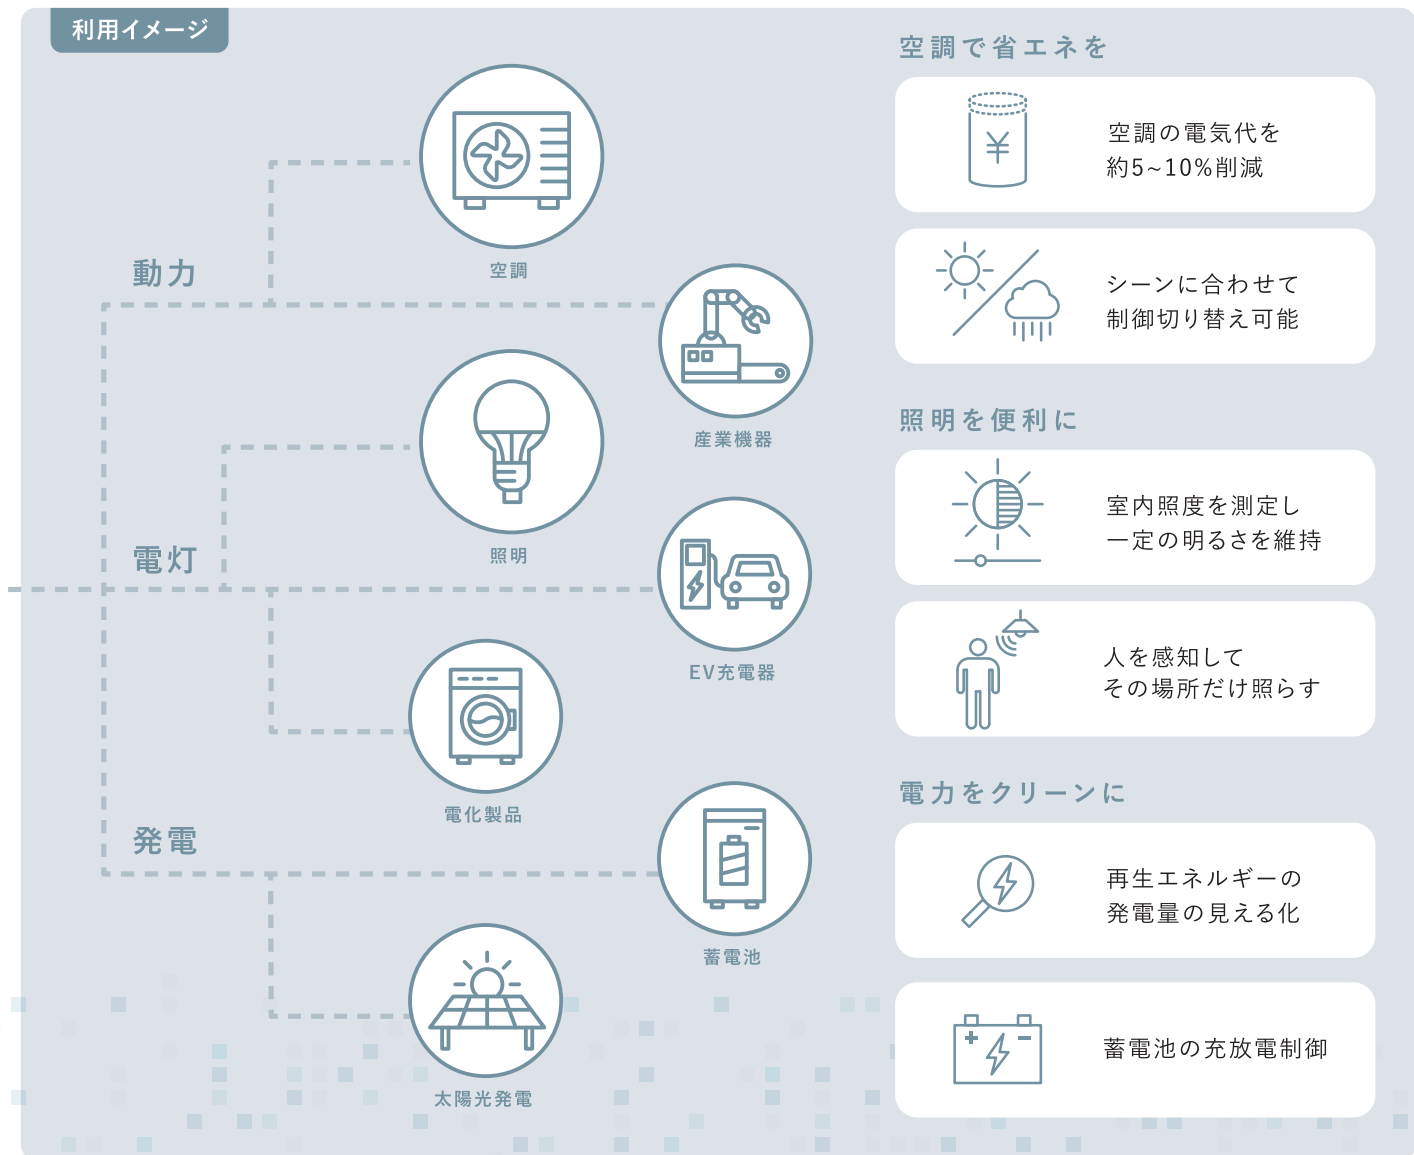 利用イメージ
動力
空調
産業機器
電灯
照明
EV充電器
電化製品
発電
蓄電池
太陽光発電
空調で省エネを
¥
空調の電気代を
約5~10%削減
シーンに合わせて
制御切り替え可能
照明を便利に
室内照度を測定し
一定の明るさを維持
人を感知して
その場所だけ照らす
電力をクリーンに
再生エネルギーの
発電量の見える化
蓄電池の充放電制御